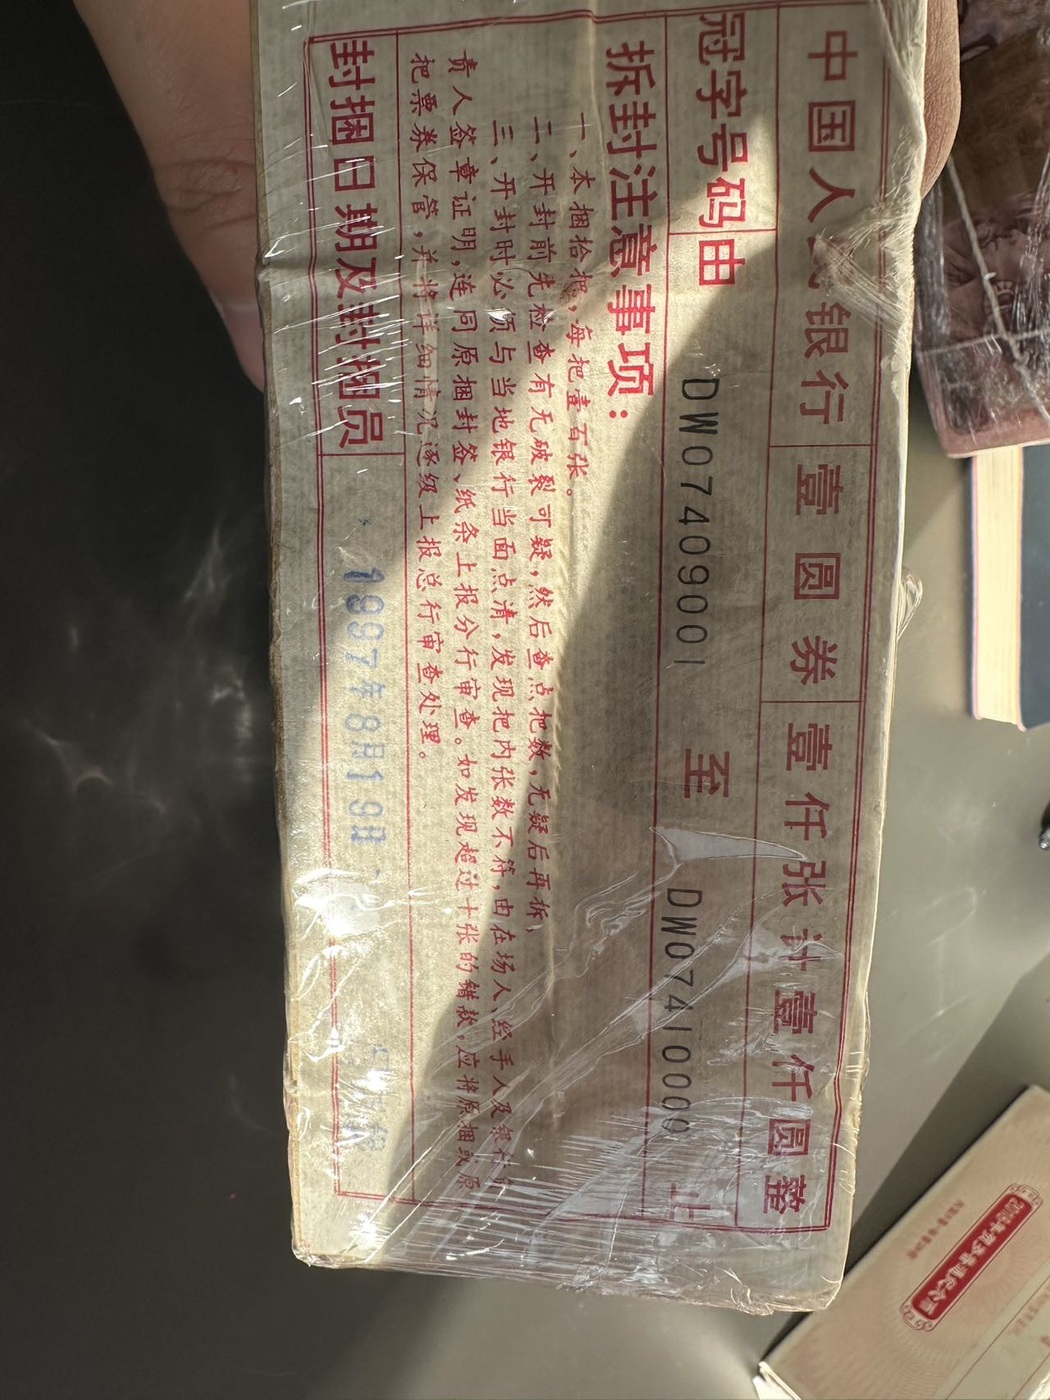 中国人民银行 壹圆券 壹仟张计壹仟圆整
冠字号码由 DW07409001 至 DW07410000 止
拆封注意事项：
一、本捆拾把，每把壹百张。
二、开封前先检查有无破裂可疑，然后查点把数，无疑后再拆，
三、开封时必须与当地银行当面点清，发现把内张数不符，由在场人、经手人及银行负
责人签章证明，连同原捆封签、纸条上报分行审查。如发现超过十张的错款，应将原捆或原
把票券保管，并将详细情况逐级上报总行审查处理。
封捆日期及封捆员 1997年8月19日